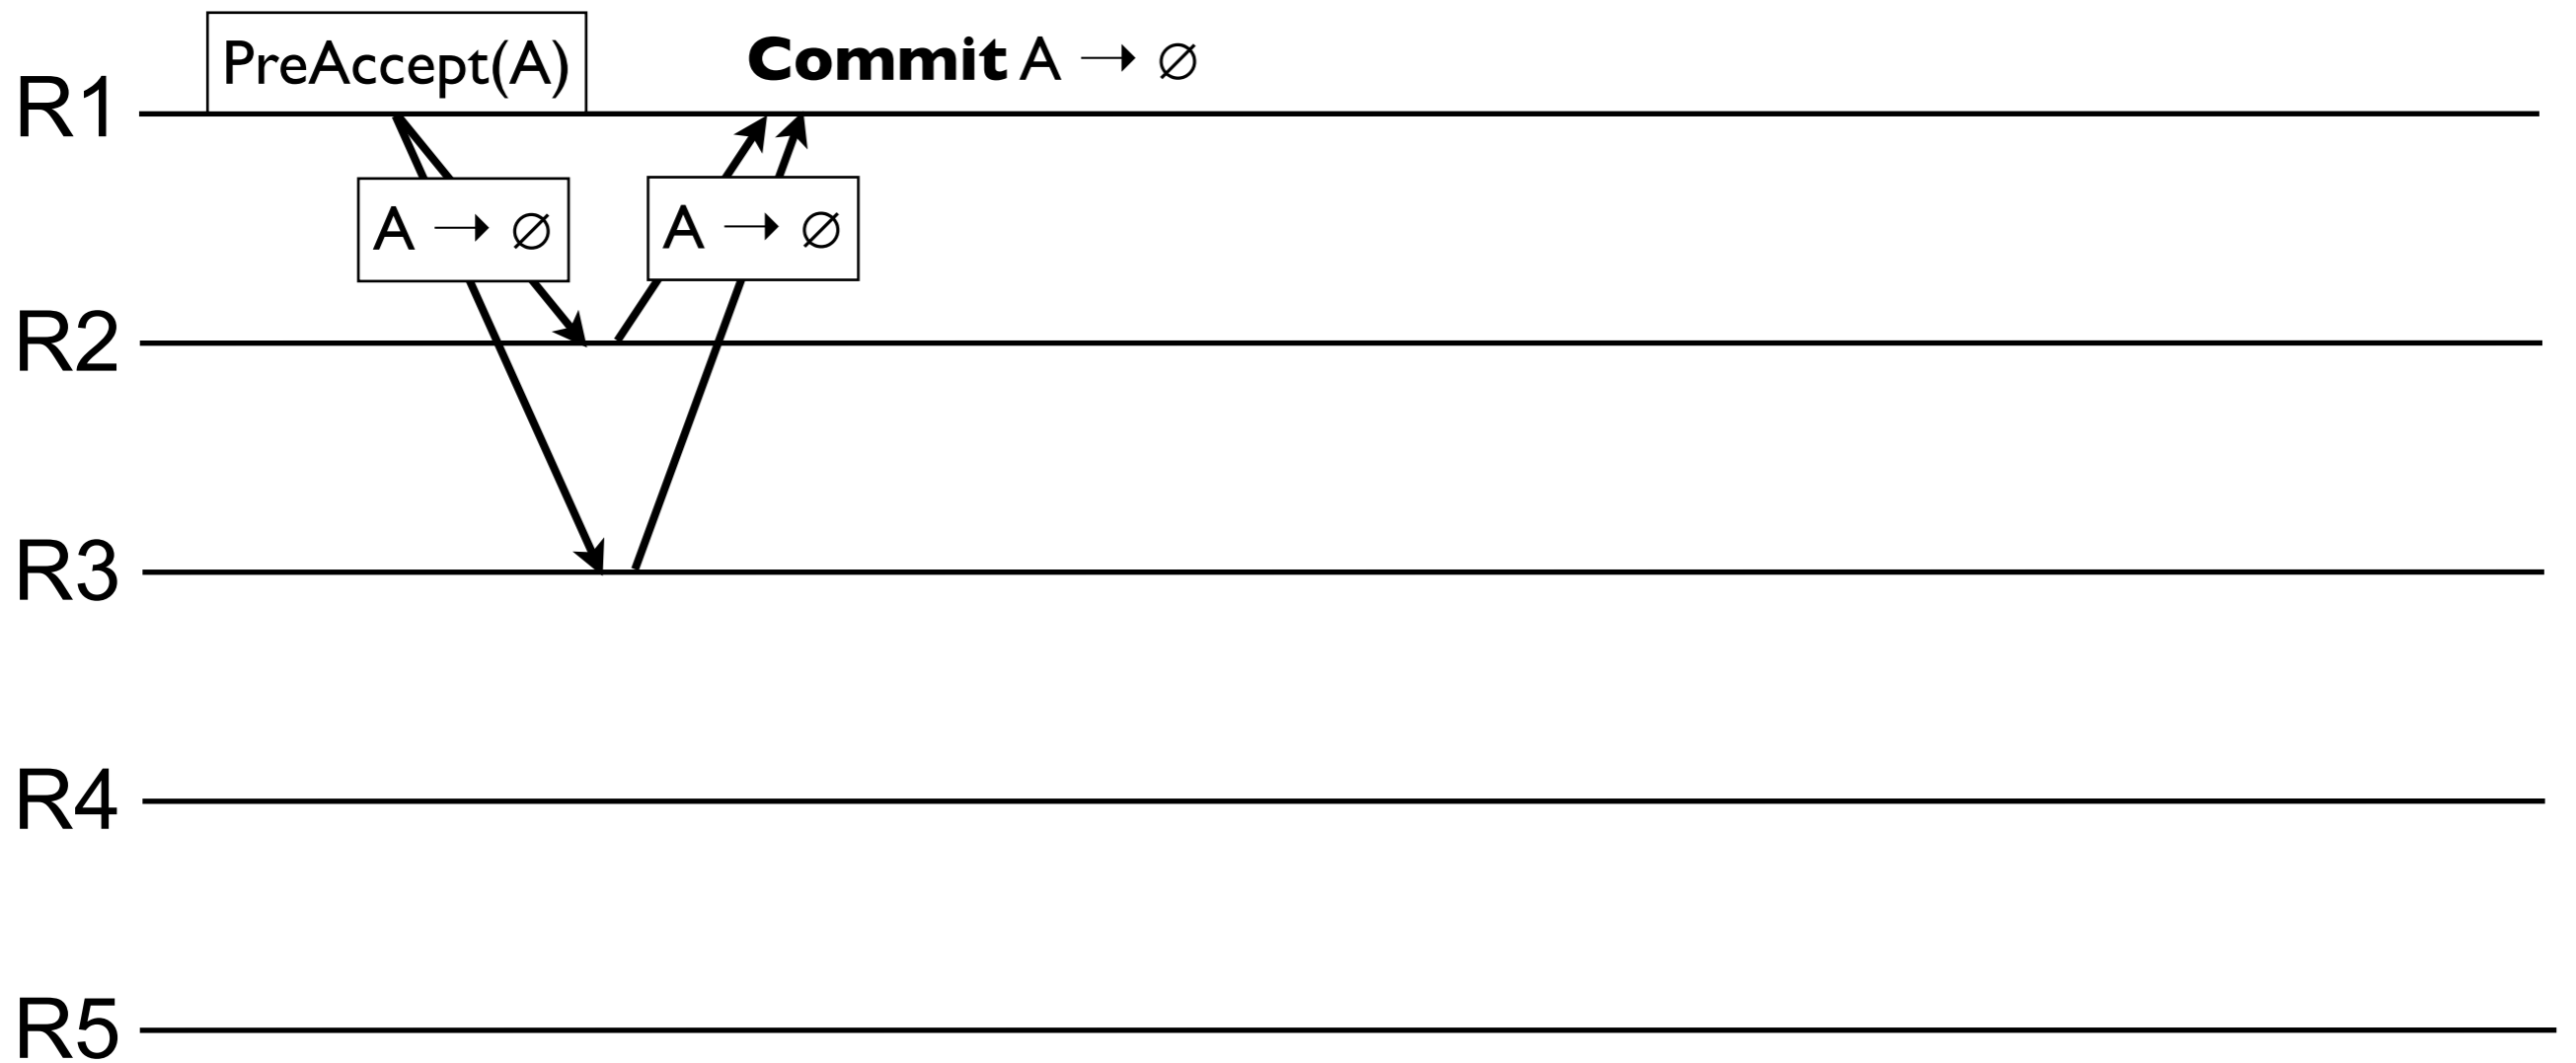 PreAccept(A)
Commit A → ∅
R1
A → ∅
A → ∅
R2
R3
R4
R5